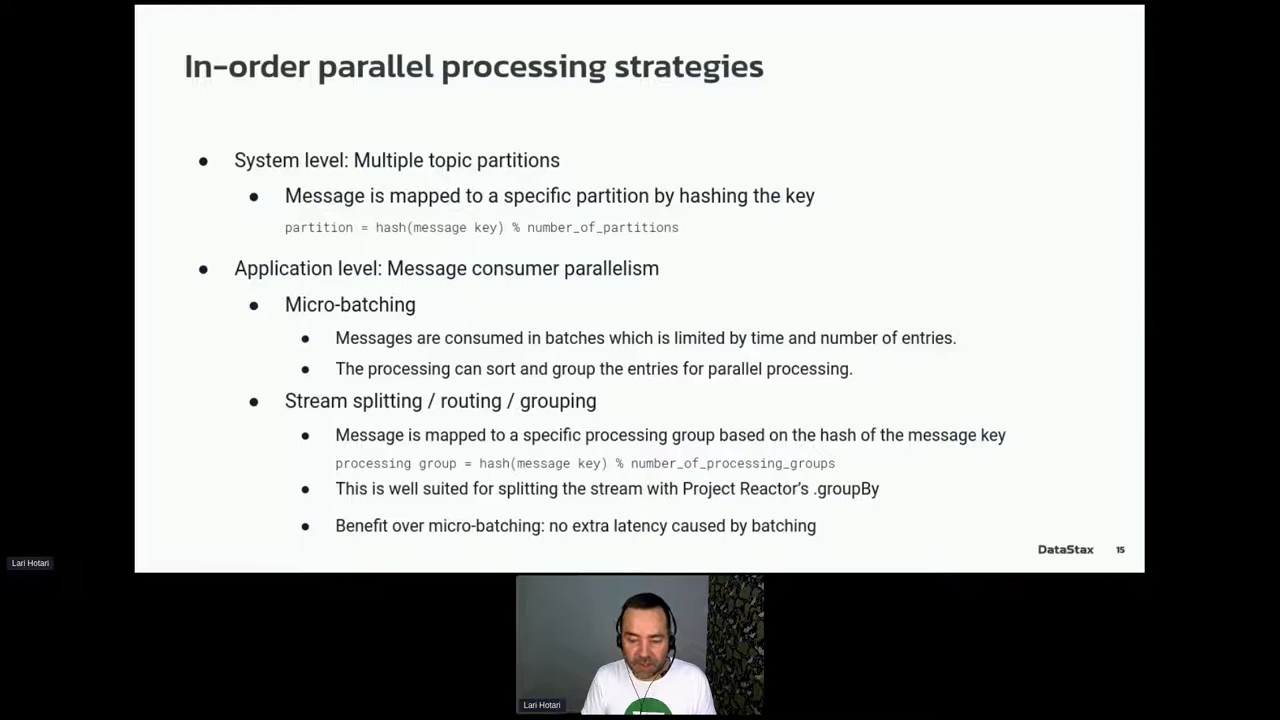 In-order parallel processing strategies
● System level: Multiple topic partitions
● Message is mapped to a specific partition by hashing the key
partition = hash(message key) % number_of_partitions
● Application level: Message consumer parallelism
● Micro-batching
● Messages are consumed in batches which is limited by time and number of entries.
● The processing can sort and group the entries for parallel processing.
● Stream splitting / routing / grouping
● Message is mapped to a specific processing group based on the hash of the message key
processing group = hash(message key) % number_of_processing_groups
● This is well suited for splitting the stream with Project Reactor's .groupBy
● Benefit over micro-batching: no extra latency caused by batching
DataStax 15
Lari Hotari
Lari Hotari